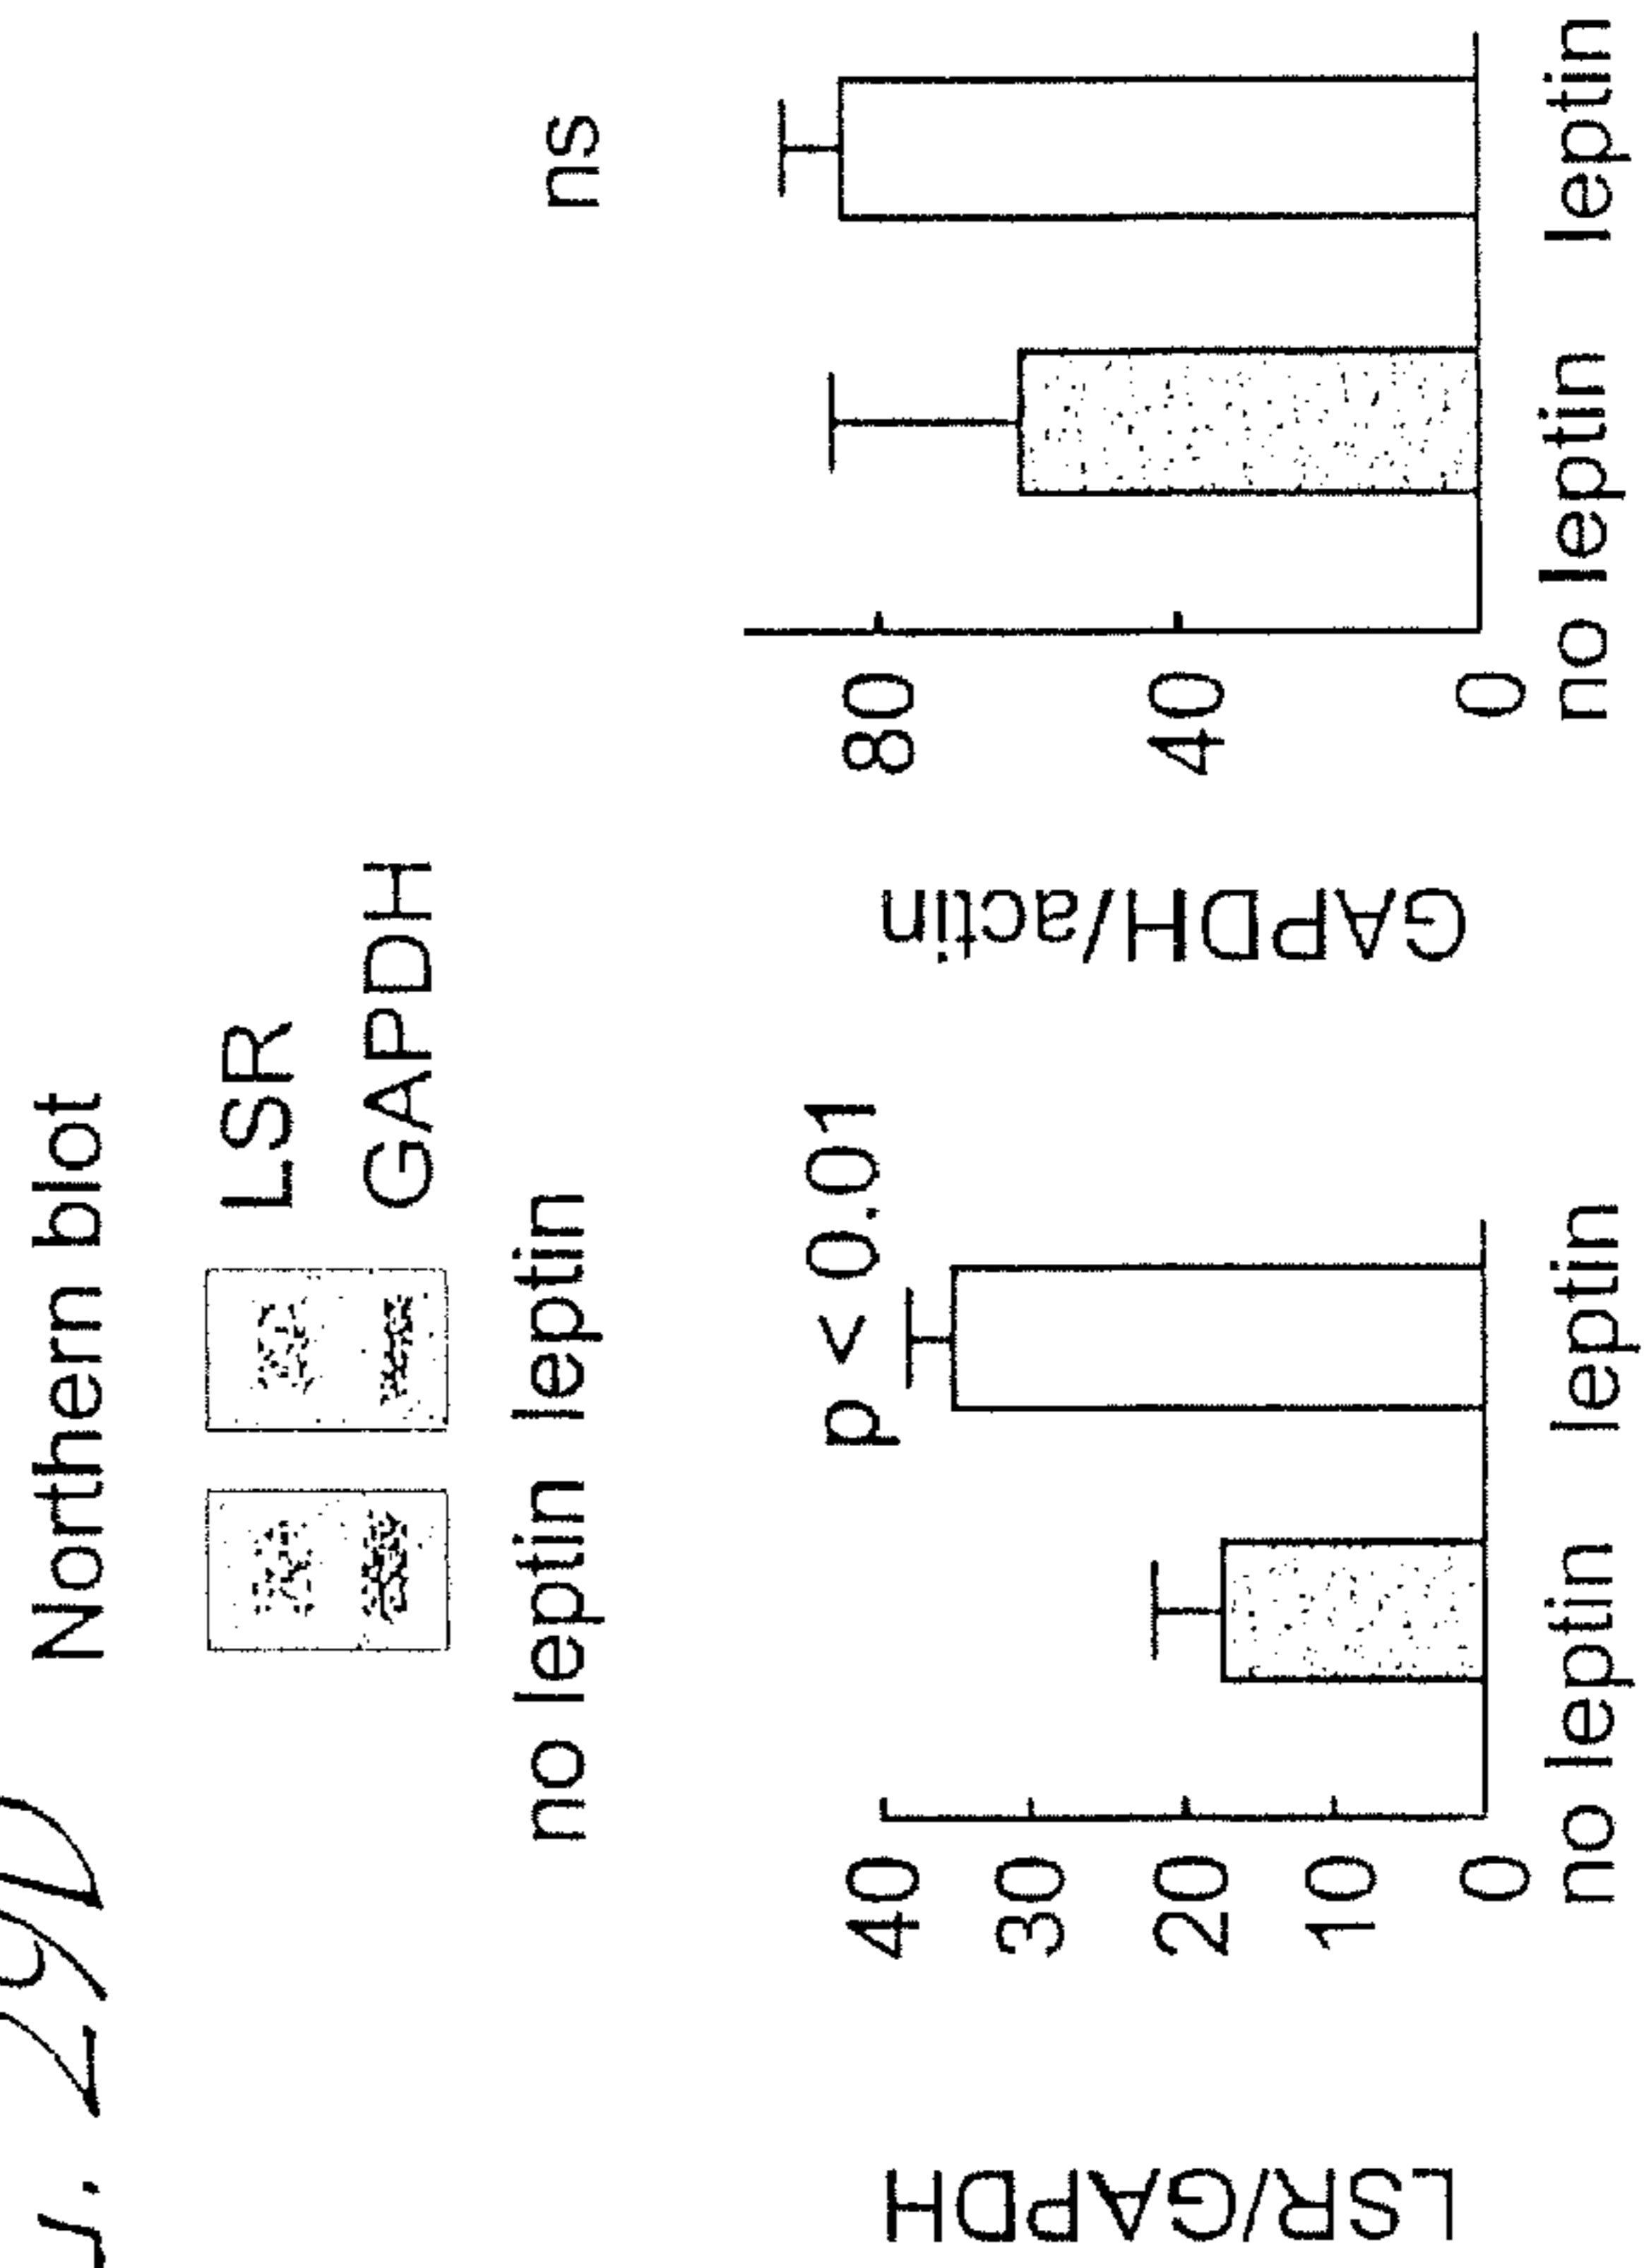 29D
Northern blot
LSR
GAPDH
no leptin leptin
LSR/GAPDH
40
30
20
10
0
p < 0.01
no leptin leptin
GAPDH/actin
80
40
0
ns
no leptin leptin